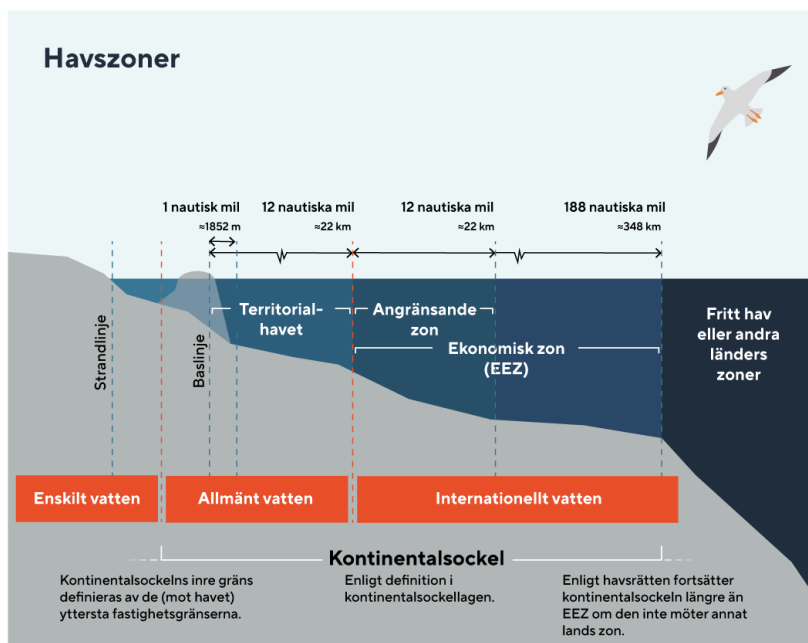 Havszoner
1 nautisk mil
≈1852 m
12 nautiska mil
≈22 km
12 nautiska mil
≈22 km
188 nautiska mil
≈348 km
Strandlinje
Baslinje
Territorial-
havet
Angränsande
zon
Ekonomisk zon
(EEZ)
Fritt hav
eller andra
länders
zoner
Enskilt vatten
Allmänt vatten
Internationellt vatten
Kontinentalsockel
Kontinentalsockelns inre gräns
definieras av de (mot havet)
yttersta fastighetsgränserna.
Enligt definition i
kontinentalsockellagen.
Enligt havsrätten fortsätter
kontinentalsockeln längre än
EEZ om den inte möter annat
lands zon.